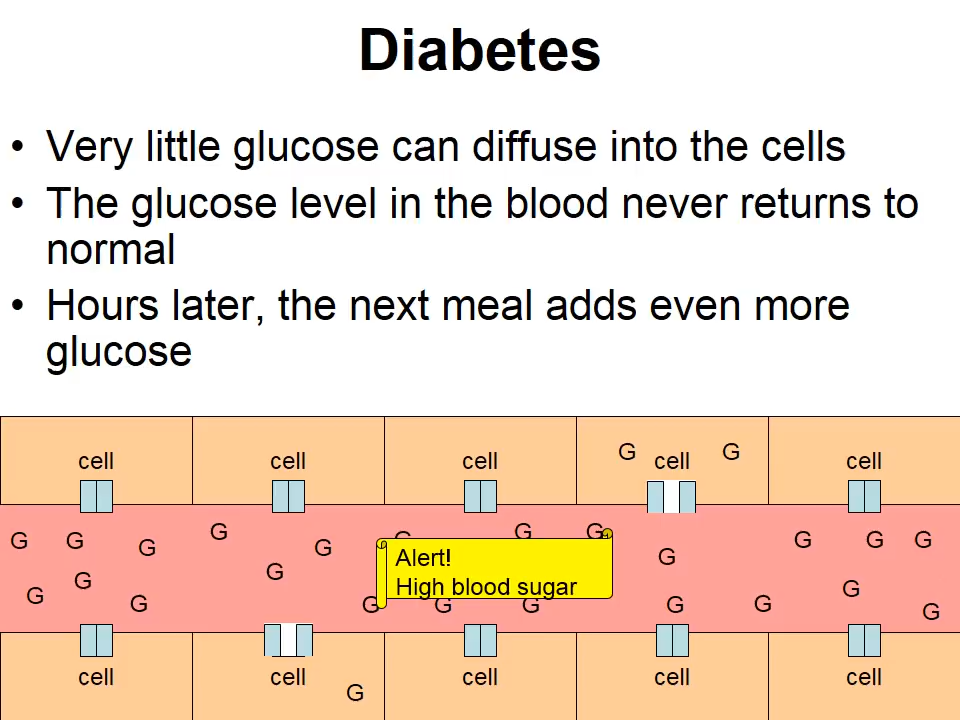 Diabetes
• Very little glucose can diffuse into the cells
• The glucose level in the blood never returns to
normal
• Hours later, the next meal adds even more
glucose
G G
cell cell cell cell cell
G G G G G G G G G
G G G
Alert!
G G G G
High blood sugar
G G G G G G G G
cell cell cell cell cell
G